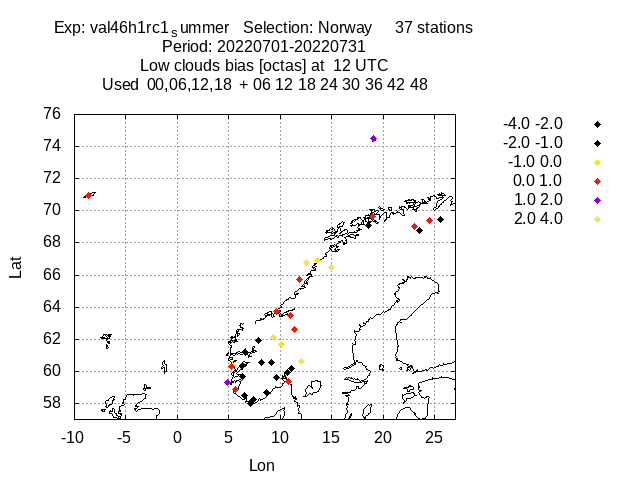 Exp: val46h1rc1summer   Selection: Norway     37 stations
Period: 20220701-20220731
Low clouds bias [octas] at  12 UTC
Used  00,06,12,18  + 06 12 18 24 30 36 42 48
-4.0 -2.0
-2.0 -1.0
-1.0 0.0
0.0 1.0
1.0 2.0
2.0 4.0
76
74
72
70
68
66
64
62
60
58
Lat
-10 -5 0 5 10 15 20 25
Lon